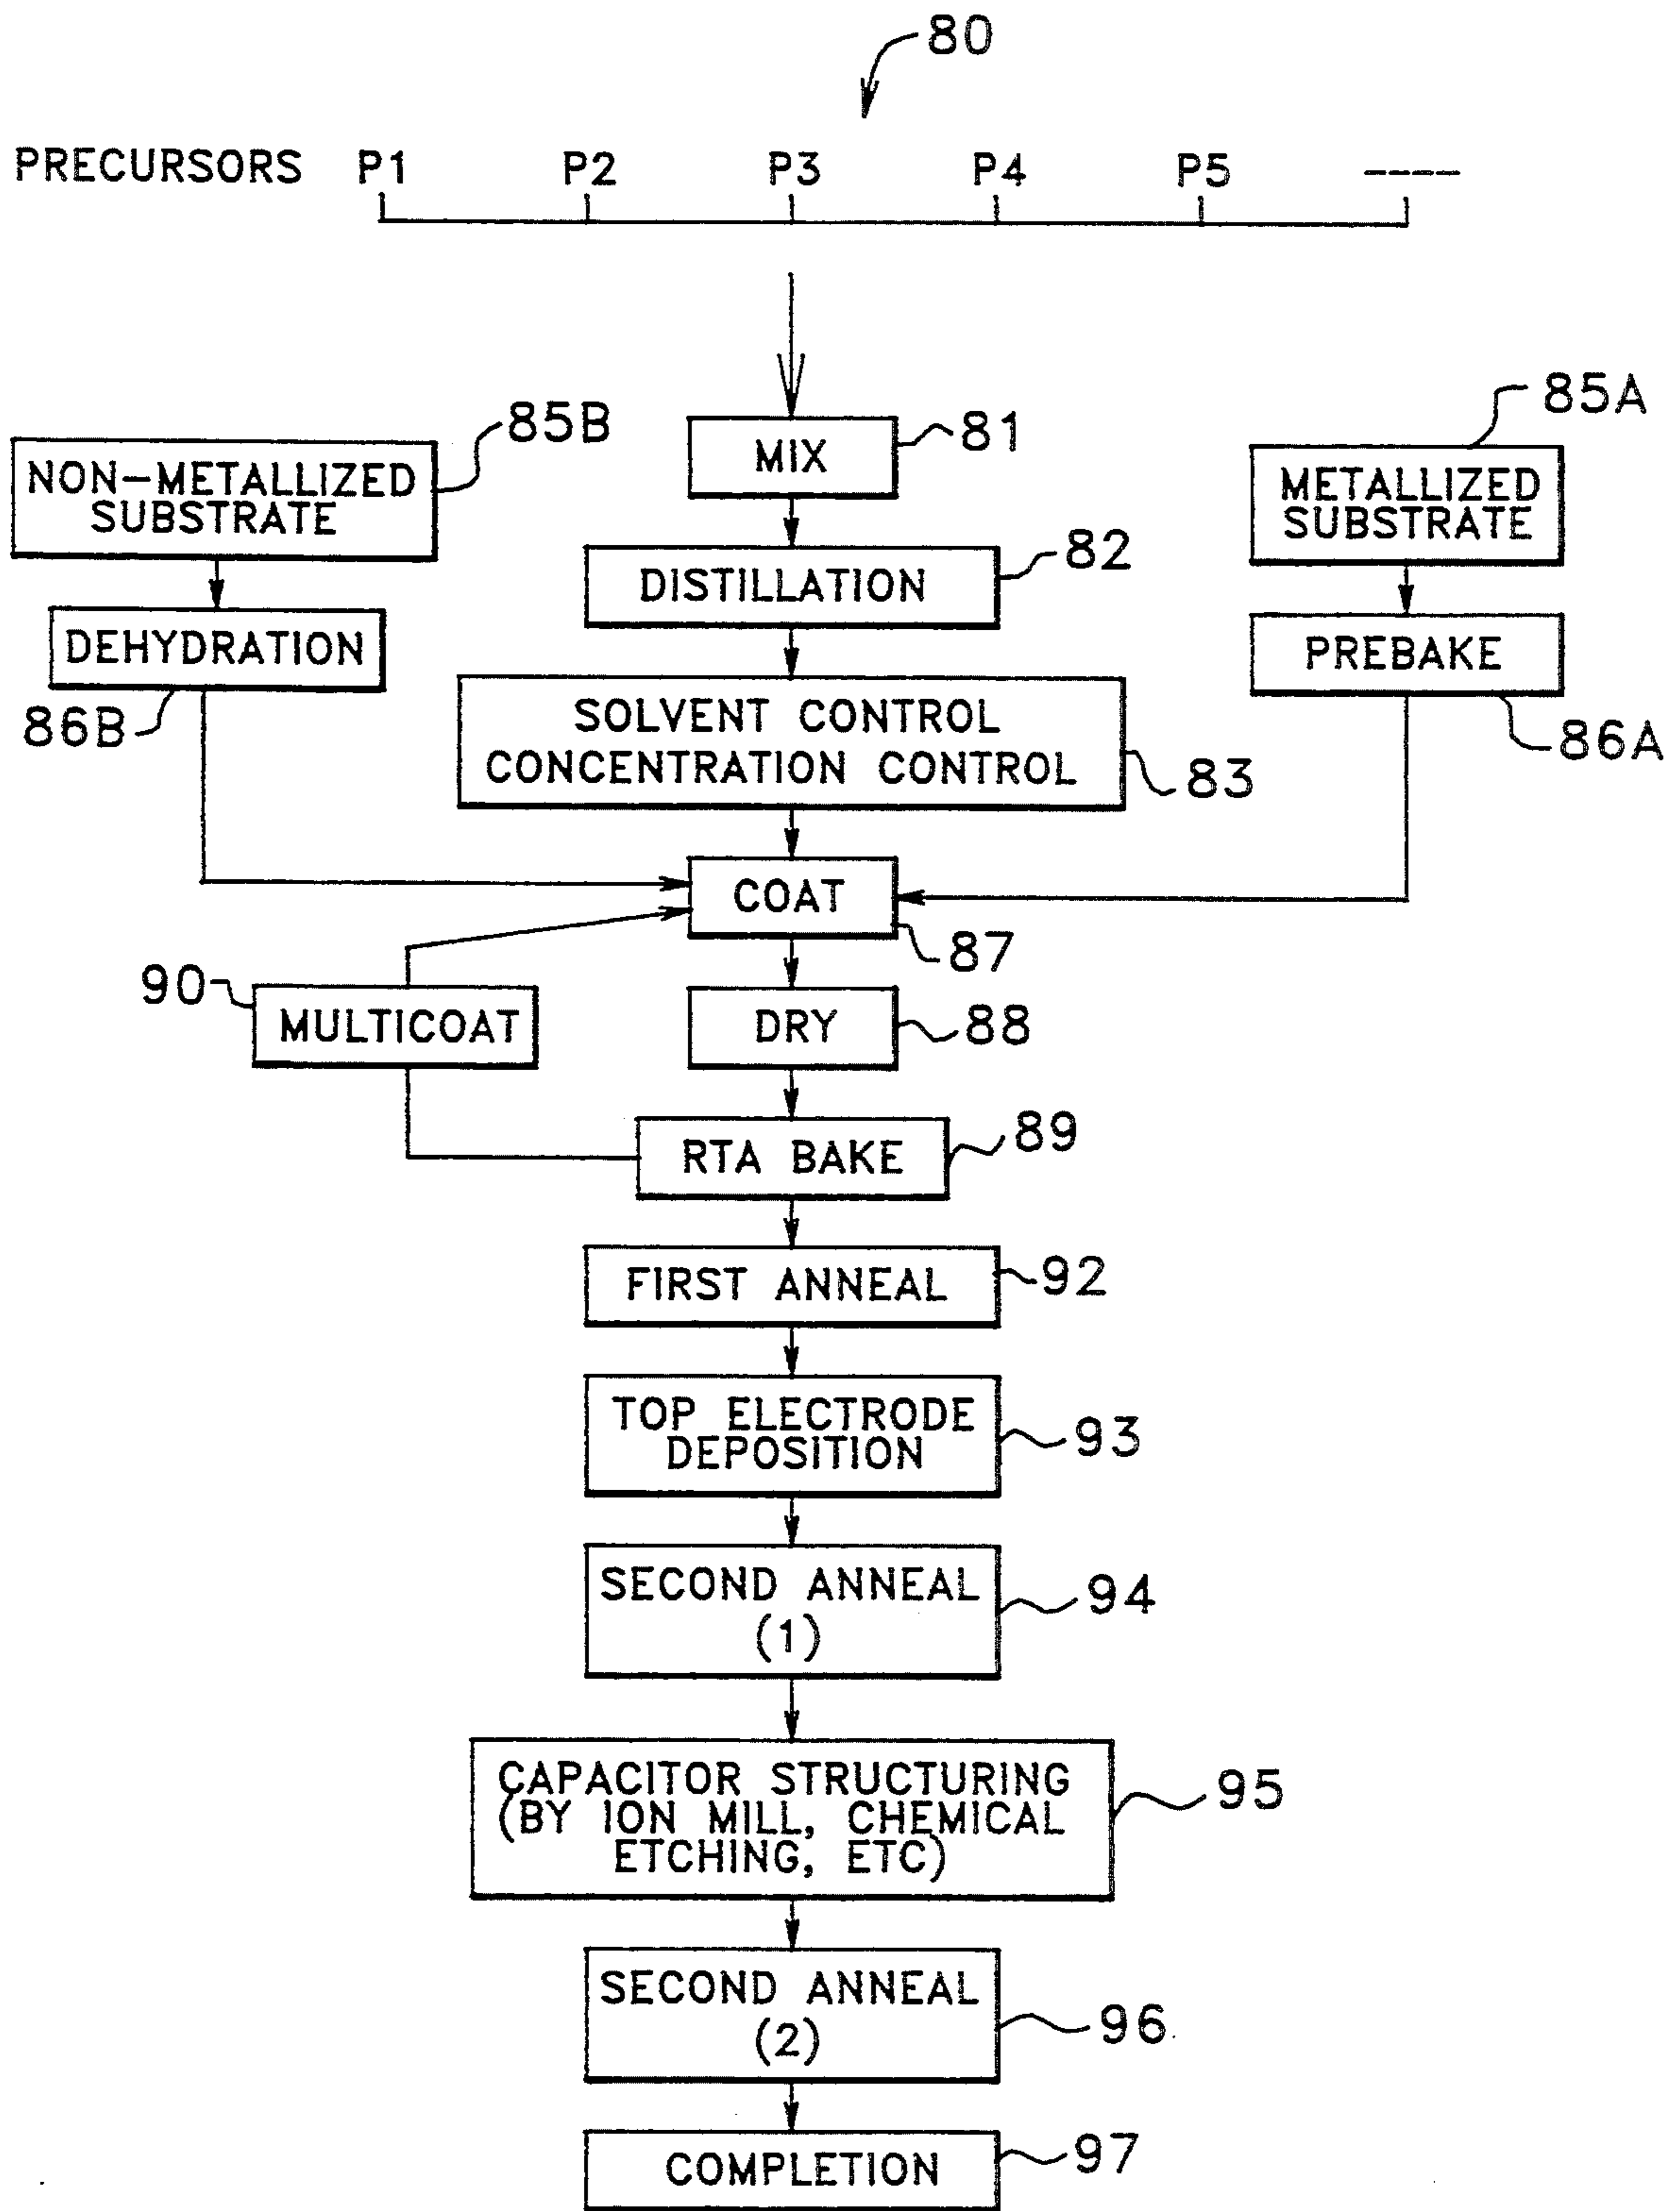 80
PRECURSORS P1 P2 P3 P4 P5 ----
85B
NON-METALLIZED
SUBSTRATE
DEHYDRATION
86B
MIX
81
DISTILLATION
82
SOLVENT CONTROL
CONCENTRATION CONTROL
83
85A
METALLIZED
SUBSTRATE
PREBAKE
86A
COAT
87
90
MULTICOAT
DRY
88
RTA BAKE
89
FIRST ANNEAL
92
TOP ELECTRODE
DEPOSITION
93
SECOND ANNEAL
(1)
94
CAPACITOR STRUCTURING
(BY ION MILL, CHEMICAL
ETCHING, ETC)
95
SECOND ANNEAL
(2)
96
COMPLETION
97